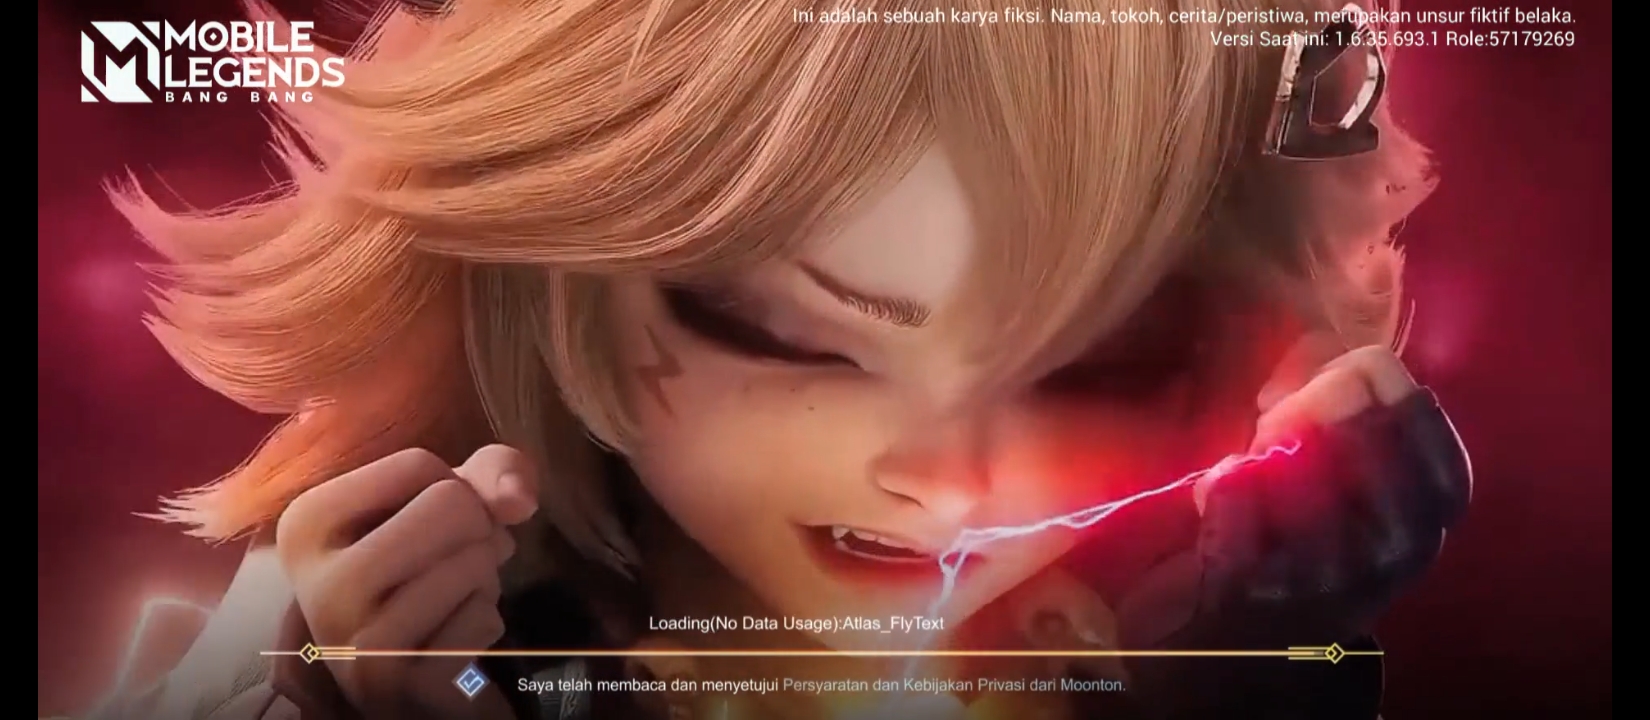 MOBILE
LEGENDS
BANG BANG
Ini adalah sebuah karya fiksi. Nama, tokoh, cerita/peristiwa, merupakan unsur fiktif belaka.
Versi Saat ini: 1.6.35.693.1 Role:57179269
Loading(No Data Usage):Atlas_FlyText
Saya telah membaca dan menyetujui Persyaratan dan Kebijakan Privasi dari Moonton.